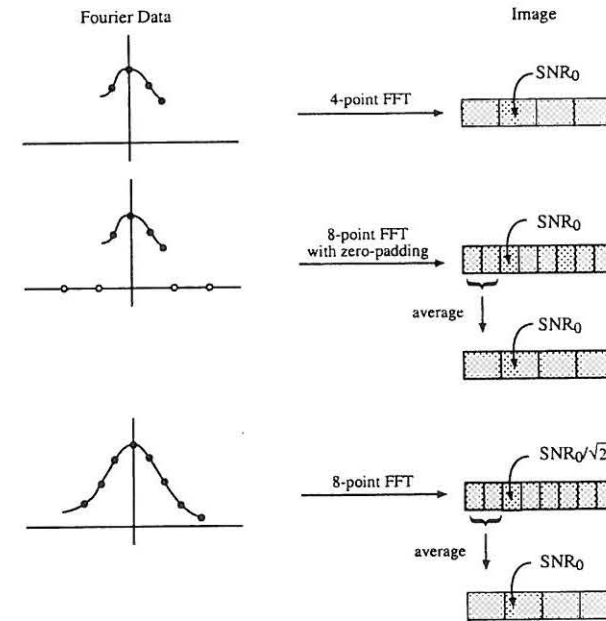 Fourier Data
Image
4-point FFT
SNR₀
8-point FFT
with zero-padding
SNR₀
average
SNR₀
8-point FFT
SNR₀/√2
average
SNR₀